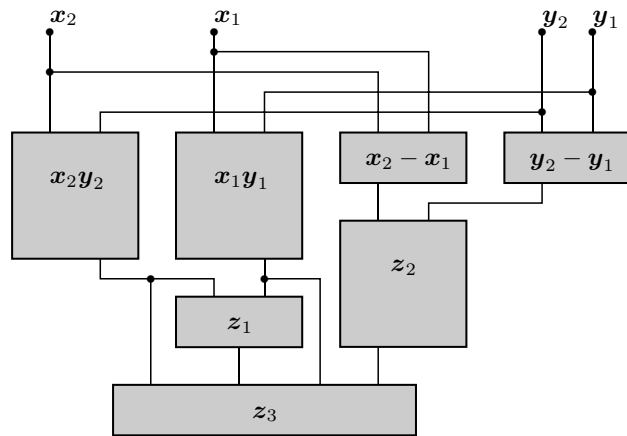 x₂ x₁ y₂ y₁
x₂y₂ x₁y₁ x₂ − x₁ y₂ − y₁
z₂
z₁
z₃